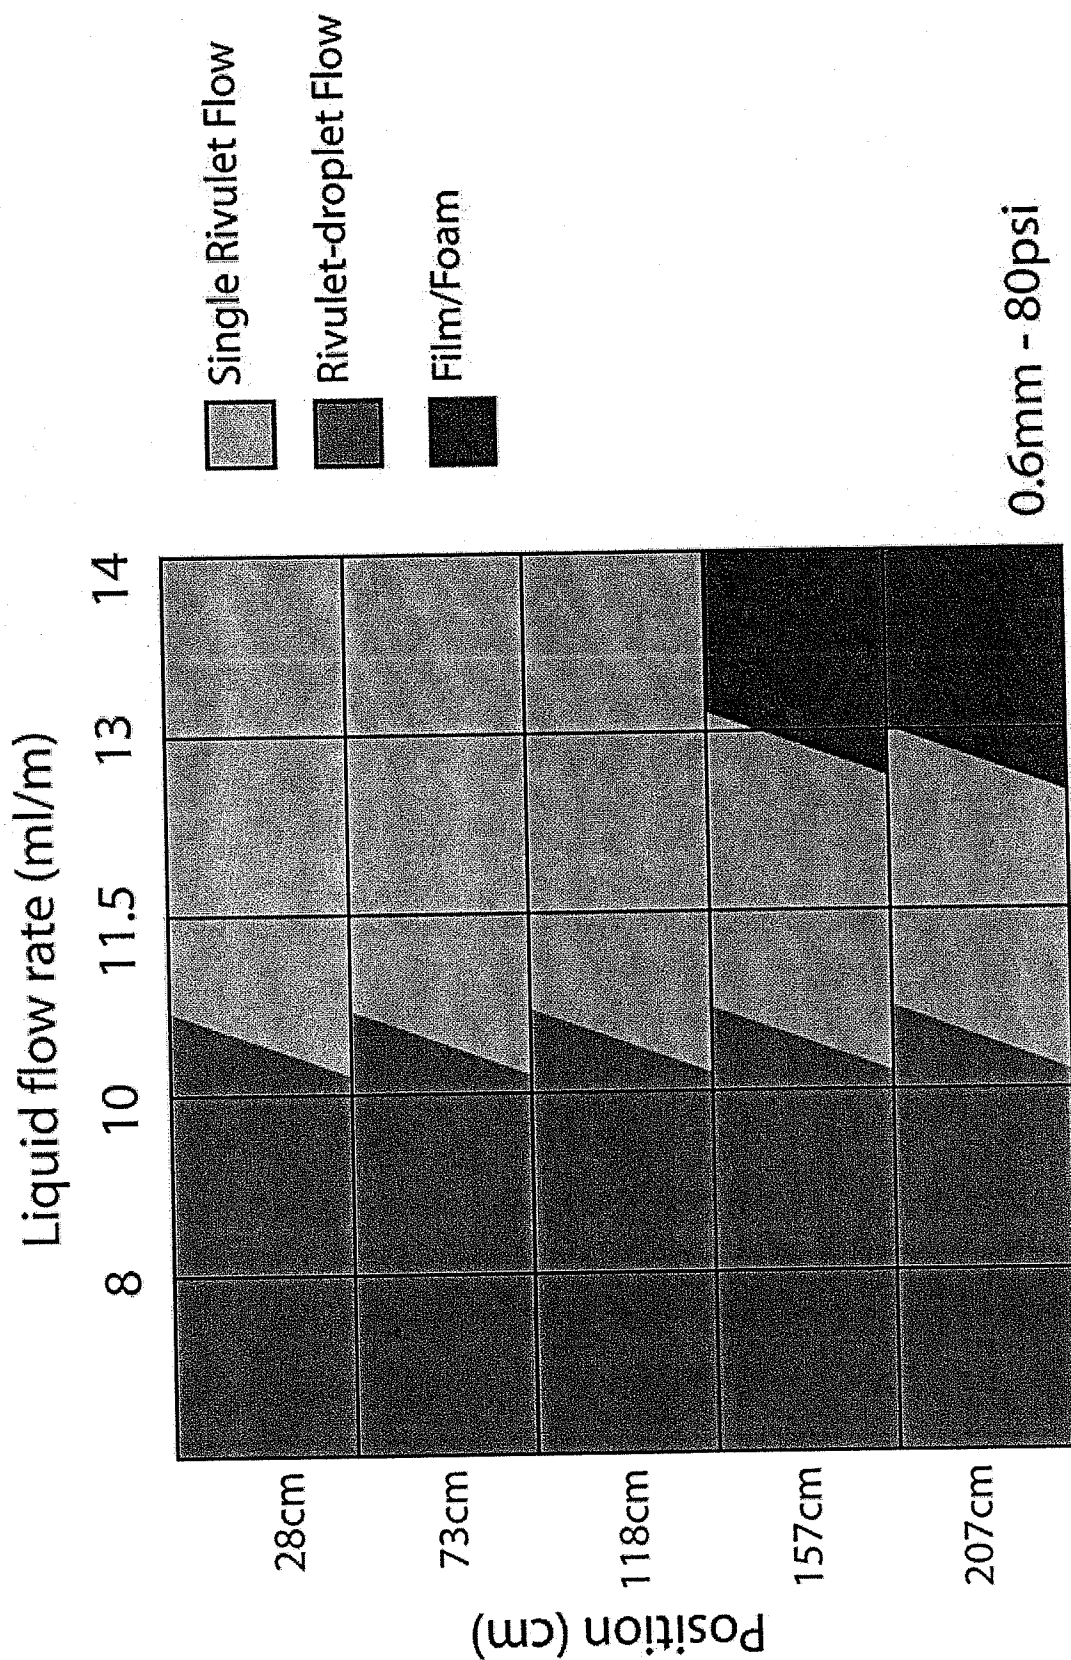 Liquid flow rate (ml/m)
8 10 11.5 13 14
Position (cm)
28cm
73cm
118cm
157cm
207cm
Single Rivulet Flow
Rivulet-droplet Flow
Film/Foam
0.6mm - 80psi